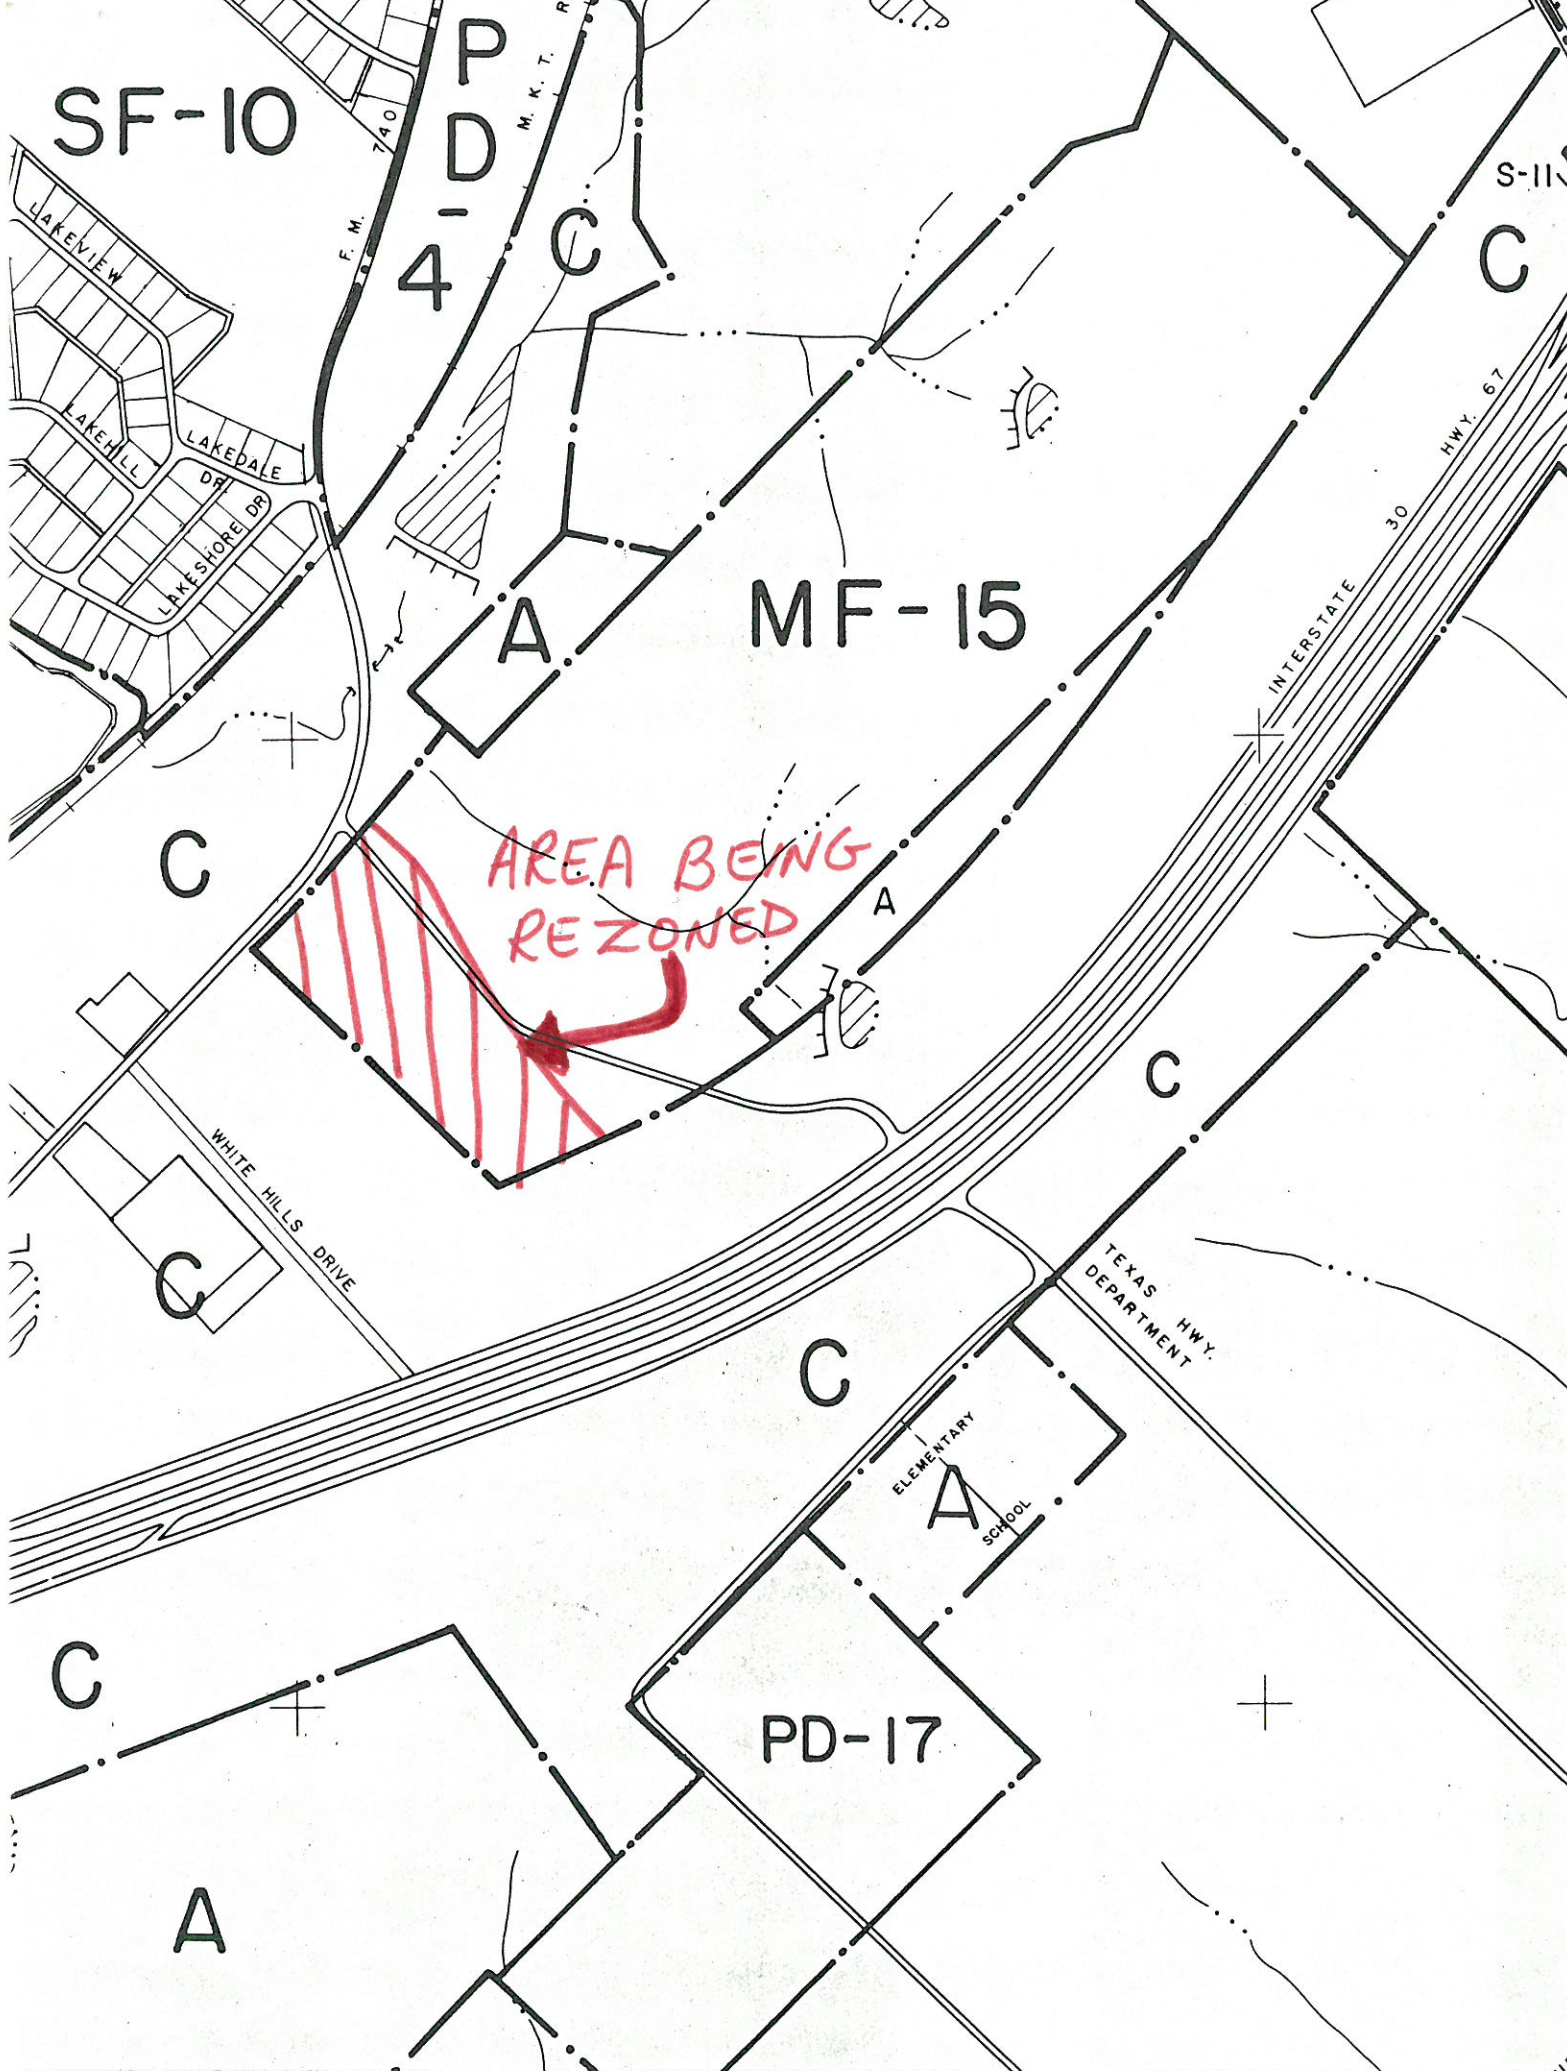 SF-10
P
D
-
4
M. K. T. R
F. M. 740
C
S-11
C
LAKEVIEW
LAKEHILL
LAKEDALE
DR.
LAKESHORE DR
HWY. 67
INTERSTATE 30
A
MF-15
C
AREA BEING
REZONED
A
C
WHITE HILLS DRIVE
C
TEXAS HWY.
DEPARTMENT
C
ELEMENTARY
A
SCHOOL
C
PD-17
A